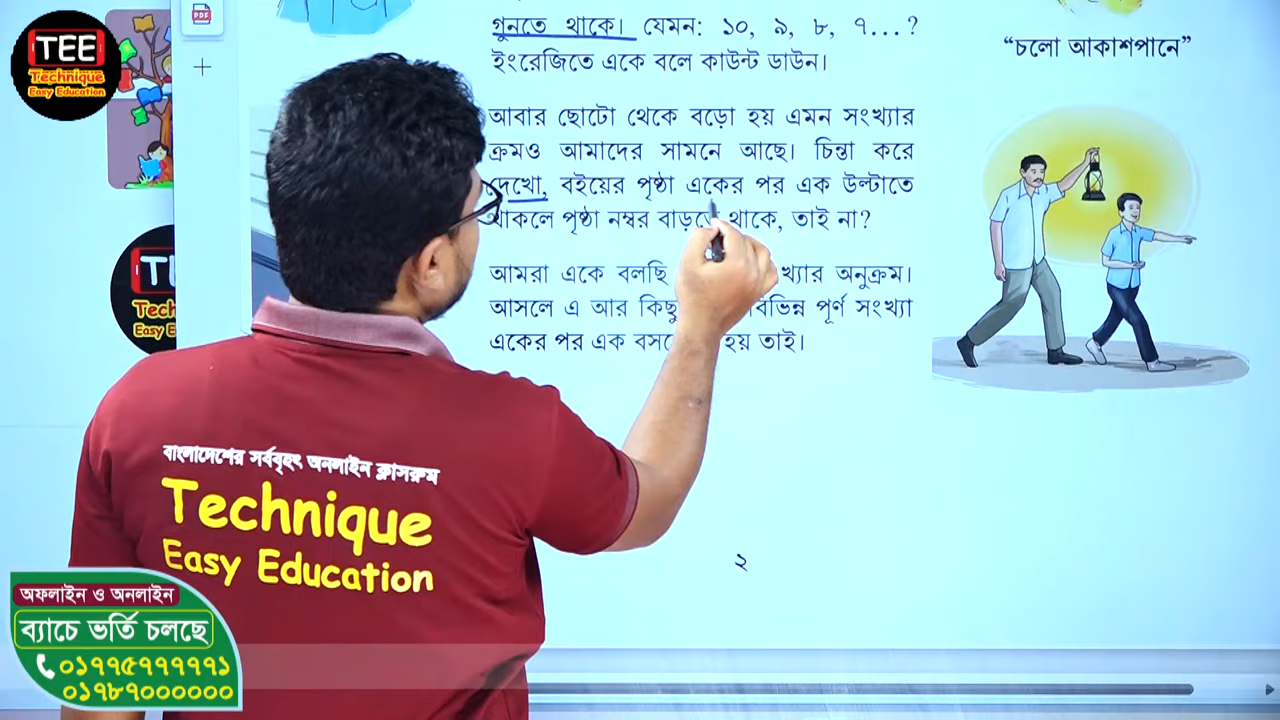 TEE
Technique
Easy Education
PDF
গুনতে থাকে। যেমন: ১০, ৯, ৮, ৭...?
ইংরেজিতে একে বলে কাউন্ট ডাউন।
“চলো আকাশপানে”
আবার ছোটো থেকে বড়ো হয় এমন সংখ্যার
ক্রমও আমাদের সামনে আছে। চিন্তা করে
দেখো, বইয়ের পৃষ্ঠা একের পর এক উল্টাতে
থাকলে পৃষ্ঠা নম্বর বাড়তে থাকে, তাই না?
আমরা একে বলছি অনুক্রম।
আসলে এ আর কিছু বিভিন্ন পূর্ণ সংখ্যা
একের পর এক হয় তাই।
২
বাংলাদেশের সর্ববৃহৎ অনলাইন ক্লাসরুম
Technique
Easy Education
অফলাইন ও অনলাইন
ব্যাচে ভর্তি চলছে
০১৭৭৫৭৭৭৭৭১
০১৭৮৭০০০০০০